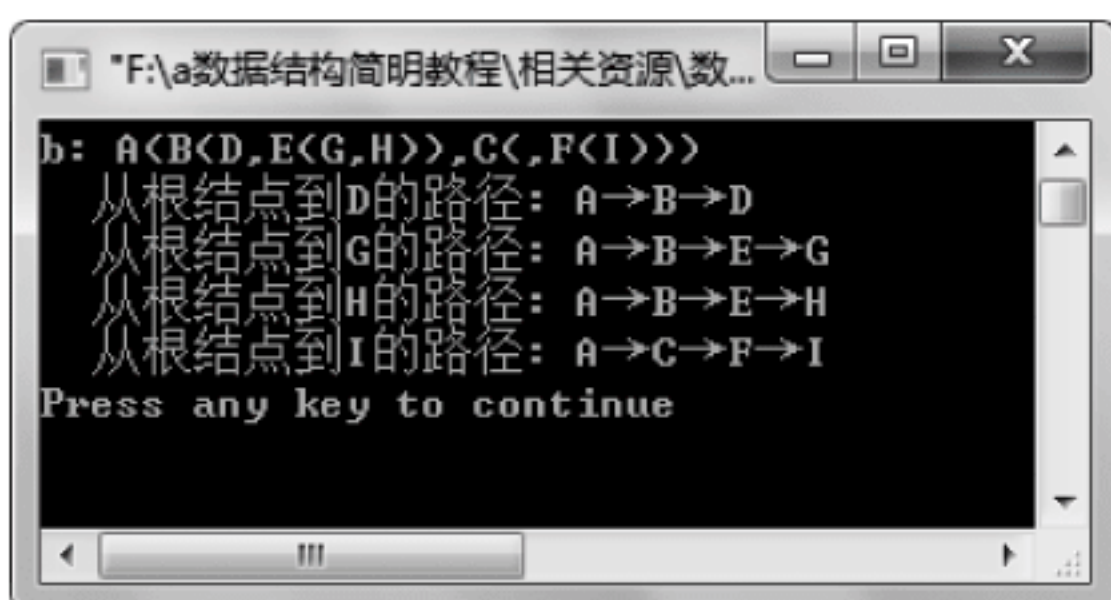 "F:\a数据结构简明教程\相关资源\数...
b: A(B(D,E(G,H)),C(,F(I)))
从根结点到D的路径: A→B→D
从根结点到G的路径: A→B→E→G
从根结点到H的路径: A→B→E→H
从根结点到I的路径: A→C→F→I
Press any key to continue